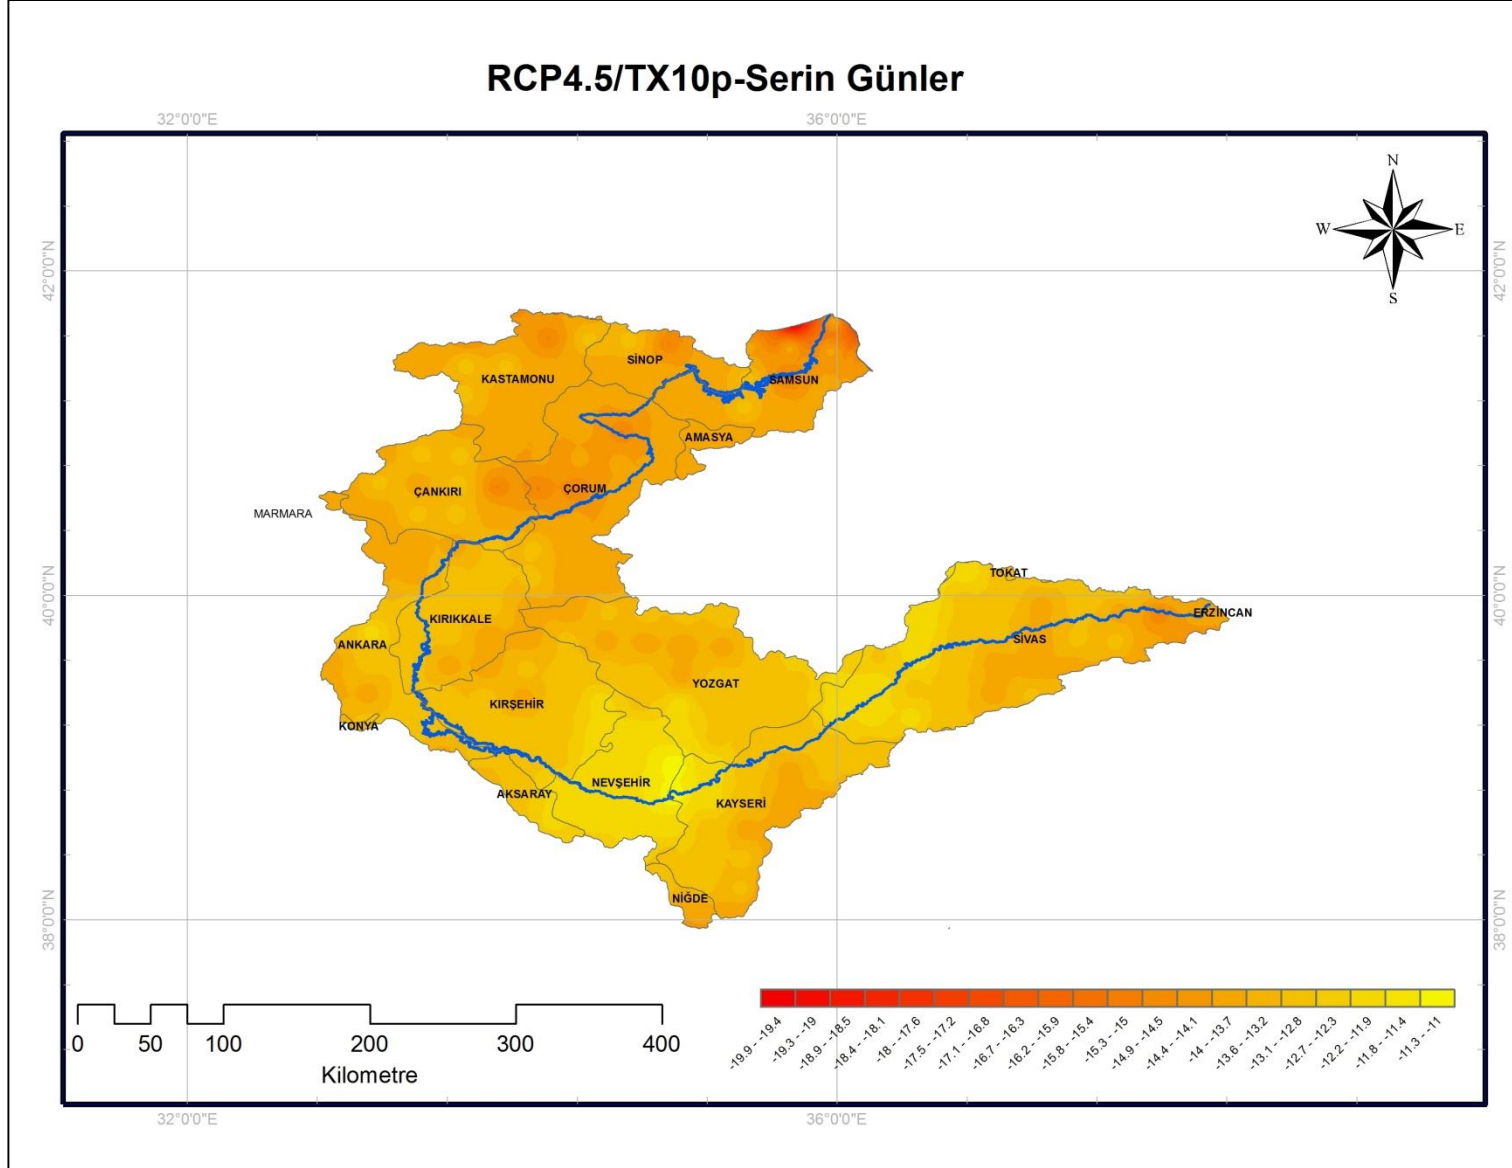 RCP4.5/TX10p-Serin Günler
32°0'0"E
36°0'0"E
N
W
E
S
42°0'0"N
42°0'0"N
SİNOP
KASTAMONU
SAMSUN
AMASYA
ÇANKIRI
ÇORUM
MARMARA
TOKAT
40°0'0"N
40°0'0"N
ERZİNCAN
KIRIKKALE
SİVAS
ANKARA
YOZGAT
KIRŞEHİR
KONYA
NEVŞEHİR
AKSARAY
KAYSERİ
NİĞDE
38°0'0"N
38°0'0"N
0 50 100 200 300 400
Kilometre
-19.9 - -19.4
-19.3 - -19
-18.9 - -18.5
-18.4 - -18.1
-18 - -17.6
-17.5 - -17.2
-17.1 - -16.8
-16.7 - -16.3
-16.2 - -15.9
-15.8 - -15.4
-15.3 - -15
-14.9 - -14.5
-14.4 - -14.1
-14 - -13.7
-13.6 - -13.2
-13.1 - -12.8
-12.7 - -12.3
-12.2 - -11.9
-11.8 - -11.4
-11.3 - -11
32°0'0"E
36°0'0"E